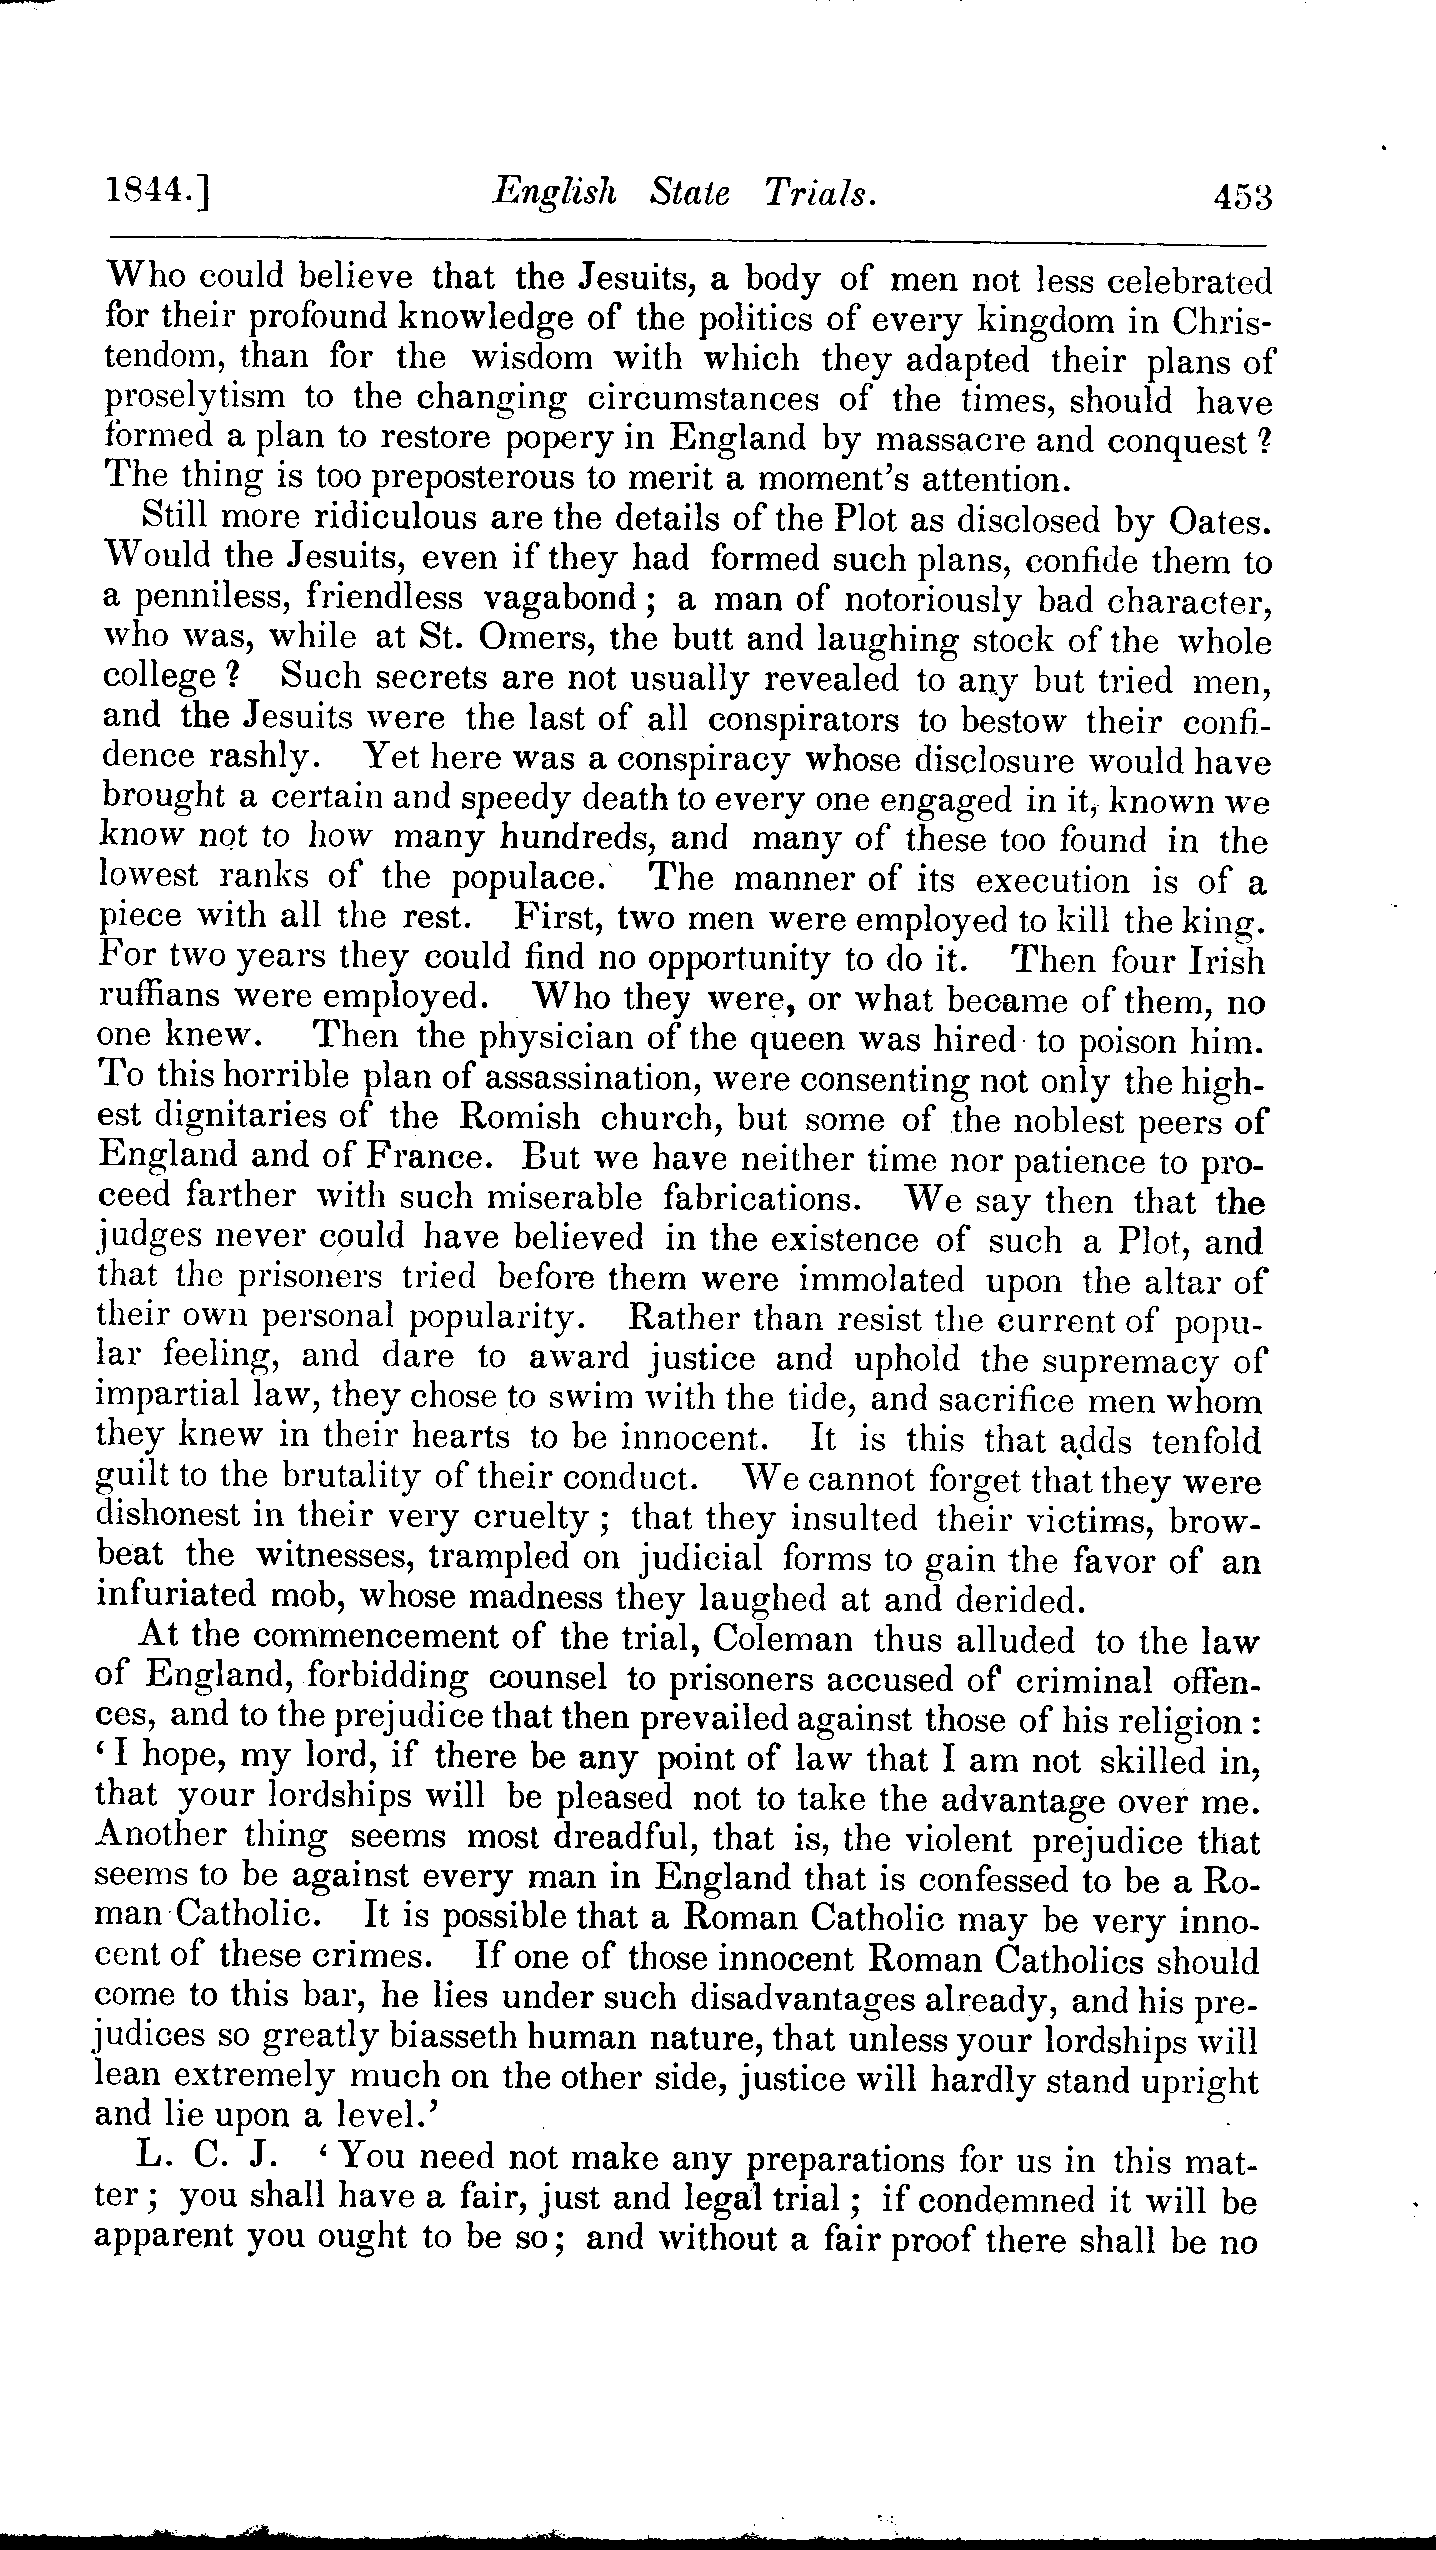 1844.] English State Trials. 453
Who could believe that the Jesuits, a body of men not less celebrated
for their profound knowledge of the politics of every kingdom in Chris-
tendom, than for the wisdom with which they adapted their plans of
proselytism to the changing circumstances of the times, should have
formed a plan to restore popery in England by massacre and conquest ?
The thing is too preposterous to merit a moment's attention.
Still more ridiculous are the details of the Plot as disclosed by Oates.
Would the Jesuits, even if they had formed such plans, confide them to
a penniless, friendless vagabond ; a man of notoriously bad character,
who was, while at St. Omers, the butt and laughing stock of the whole
college ? Such secrets are not usually revealed to any but tried men,
and the Jesuits were the last of all conspirators to bestow their confi-
dence rashly. Yet here was a conspiracy whose disclosure would have
brought a certain and speedy death to every one engaged in it, known we
know not to how many hundreds, and many of these too found in the
lowest ranks of the populace. The manner of its execution is of a
piece with all the rest. First, two men were employed to kill the king.
For two years they could find no opportunity to do it. Then four Irish
ruffians were employed. Who they were, or what became of them, no
one knew. Then the physician of the queen was hired to poison him.
To this horrible plan of assassination, were consenting not only the high-
est dignitaries of the Romish church, but some of the noblest peers of
England and of France. But we have neither time nor patience to pro-
ceed farther with such miserable fabrications. We say then that the
judges never could have believed in the existence of such a Plot, and
that the prisoners tried before them were immolated upon the altar of
their own personal popularity. Rather than resist the current of popu-
lar feeling, and dare to award justice and uphold the supremacy of
impartial law, they chose to swim with the tide, and sacrifice men whom
they knew in their hearts to be innocent. It is this that adds tenfold
guilt to the brutality of their conduct. We cannot forget that they were
dishonest in their very cruelty ; that they insulted their victims, brow-
beat the witnesses, trampled on judicial forms to gain the favor of an
infuriated mob, whose madness they laughed at and derided.
At the commencement of the trial, Coleman thus alluded to the law
of England, forbidding counsel to prisoners accused of criminal offen-
ces, and to the prejudice that then prevailed against those of his religion :
‘ I hope, my lord, if there be any point of law that I am not skilled in,
that your lordships will be pleased not to take the advantage over me.
Another thing seems most dreadful, that is, the violent prejudice that
seems to be against every man in England that is confessed to be a Ro-
man Catholic. It is possible that a Roman Catholic may be very inno-
cent of these crimes. If one of those innocent Roman Catholics should
come to this bar, he lies under such disadvantages already, and his pre-
judices so greatly biasseth human nature, that unless your lordships will
lean extremely much on the other side, justice will hardly stand upright
and lie upon a level.’
L. C. J. ‘ You need not make any preparations for us in this mat-
ter ; you shall have a fair, just and legal trial ; if condemned it will be
apparent you ought to be so ; and without a fair proof there shall be no